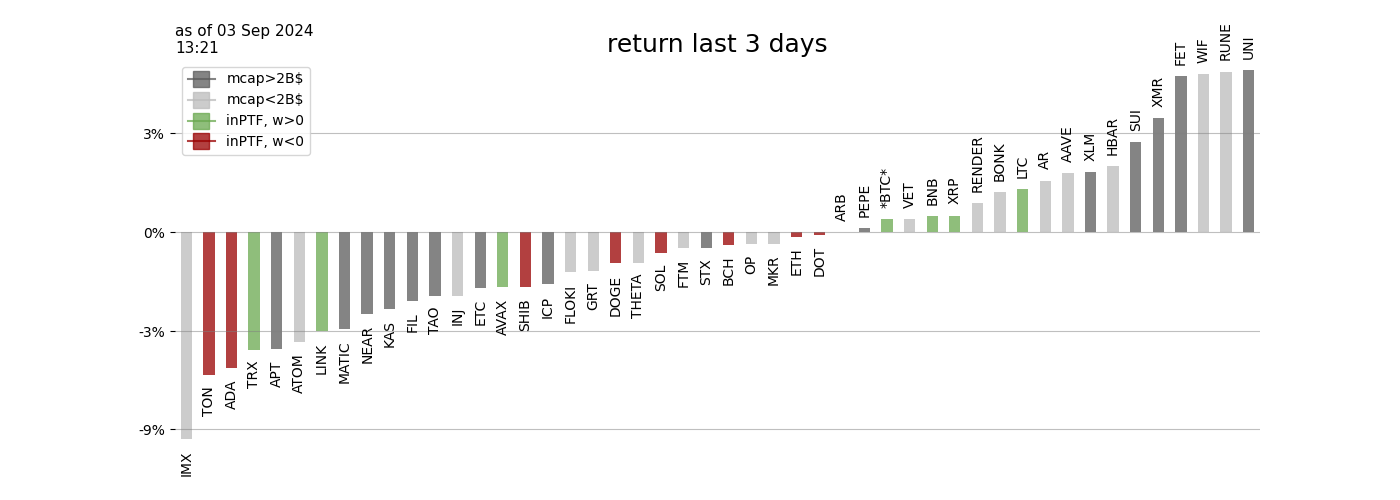 as of 03 Sep 2024
13:21
return last 3 days
mcap>2B$
mcap<2B$
inPTF, w>0
inPTF, w<0
3%
0%
-3%
-9%
IMX
TON
ADA
TRX
APT
ATOM
LINK
MATIC
NEAR
KAS
FIL
TAO
INJ
ETC
AVAX
SHIB
ICP
FLOKI
GRT
DOGE
THETA
SOL
FTM
STX
BCH
OP
MKR
ETH
DOT
ARB
PEPE
*BTC*
VET
BNB
XRP
RENDER
BONK
LTC
AR
AAVE
XLM
HBAR
SUI
XMR
FET
WIF
RUNE
UNI